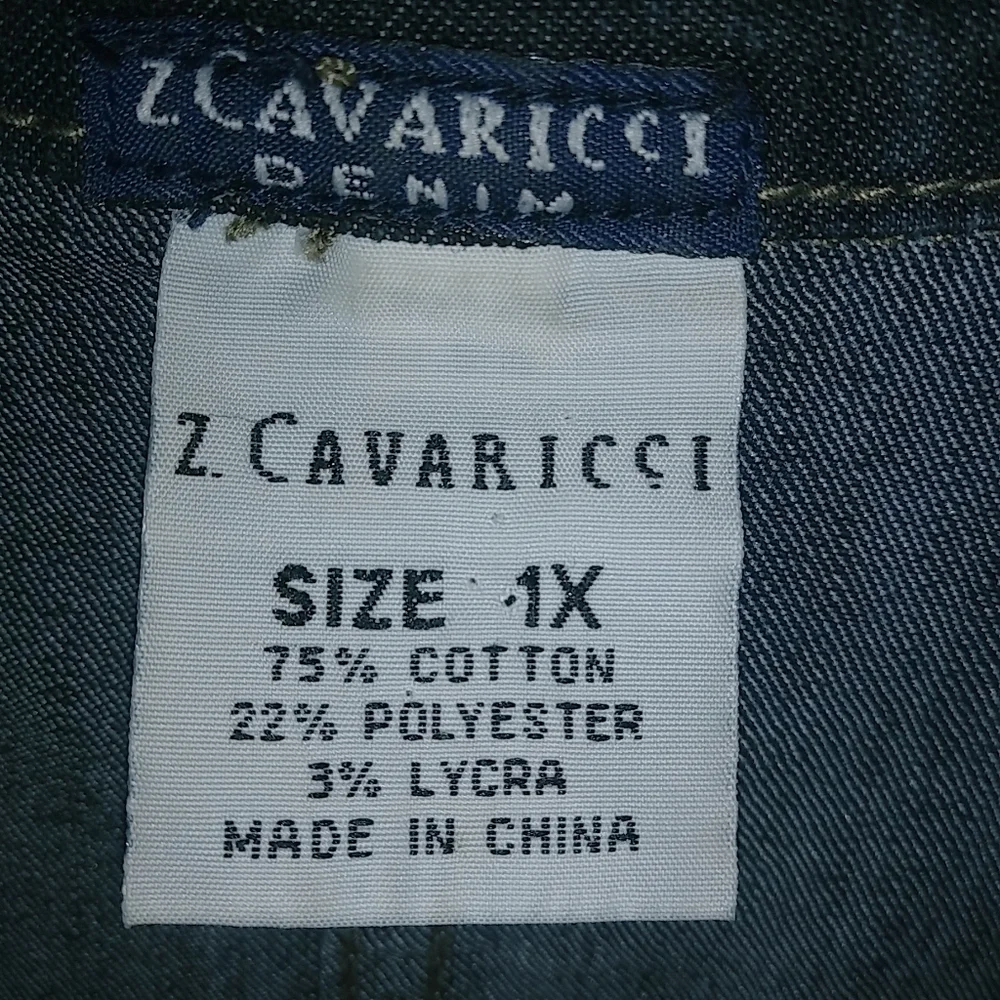 Z. CAVARICCI
DENIM
Z. CAVARICCI
SIZE 1X
75% COTTON
22% POLYESTER
3% LYCRA
MADE IN CHINA